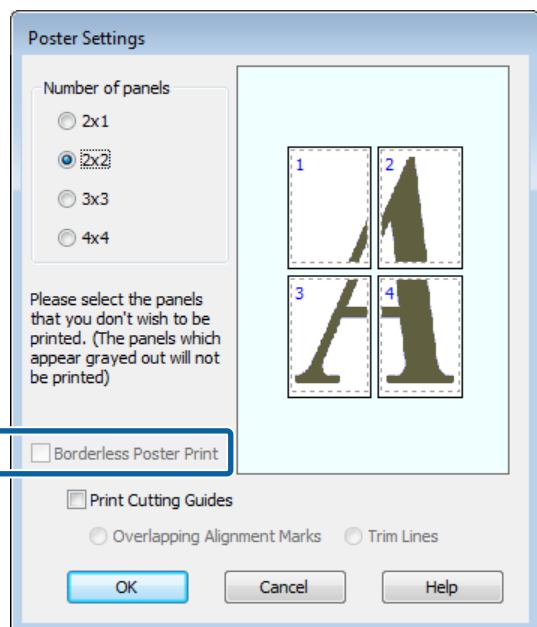 Poster Settings
Number of panels
2x1
2x2
3x3
4x4
Please select the panels
that you don't wish to be
printed. (The panels which
appear grayed out will not
be printed)
1
2
3
4
A
Borderless Poster Print
Print Cutting Guides
Overlapping Alignment Marks
Trim Lines
OK
Cancel
Help